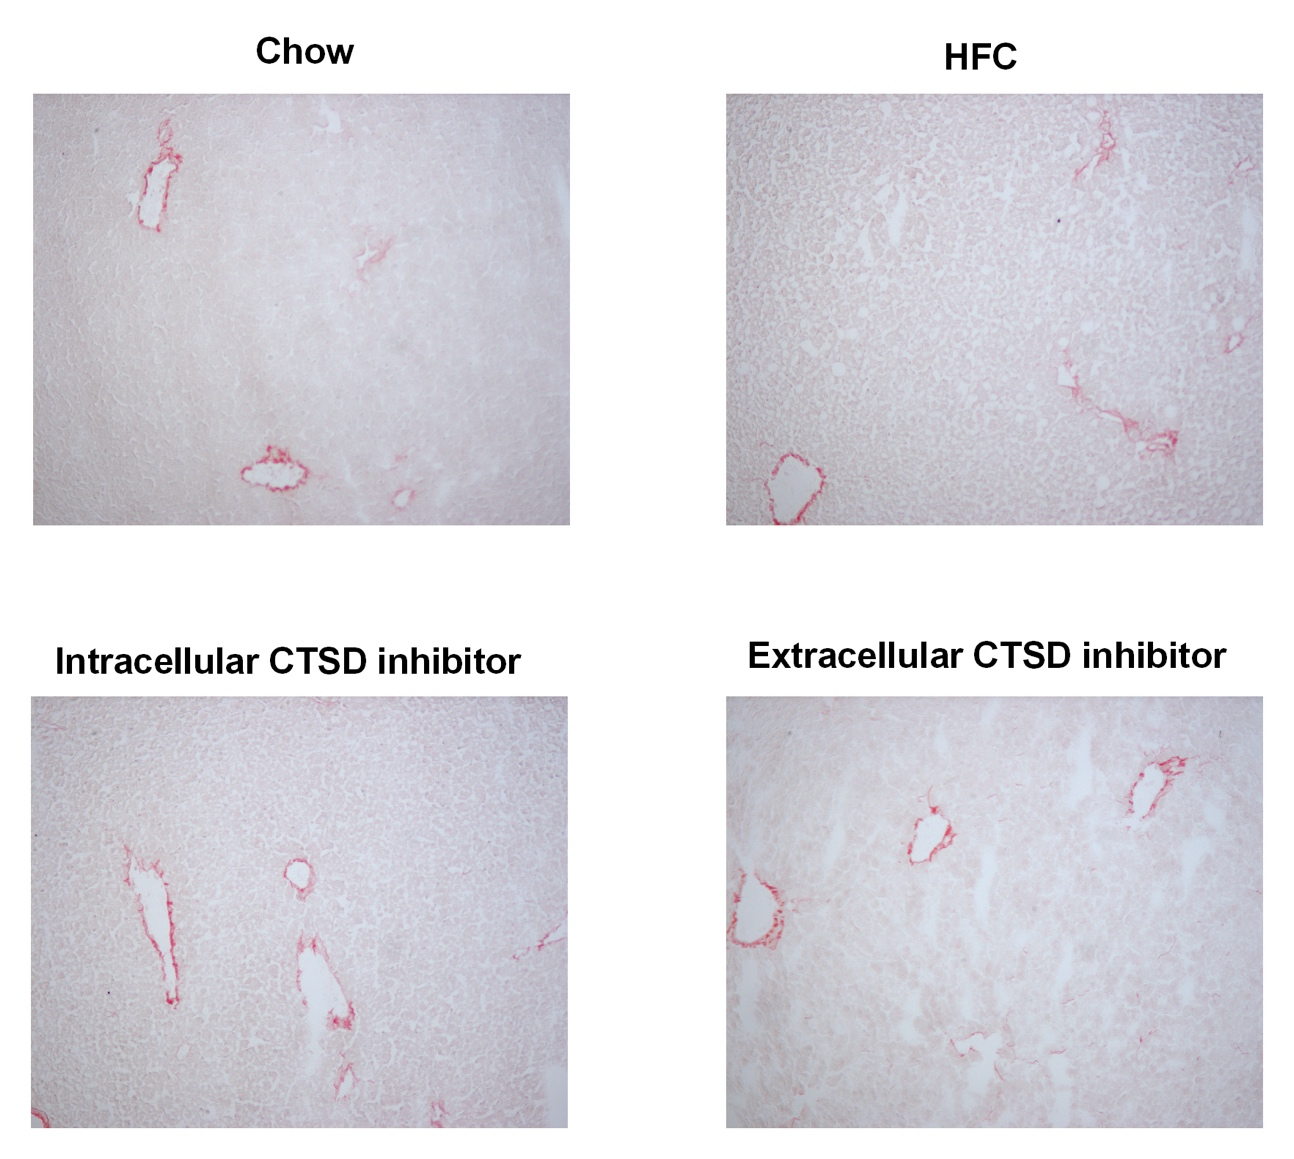 Chow
HFC
Intracellular CTSD inhibitor
Extracellular CTSD inhibitor